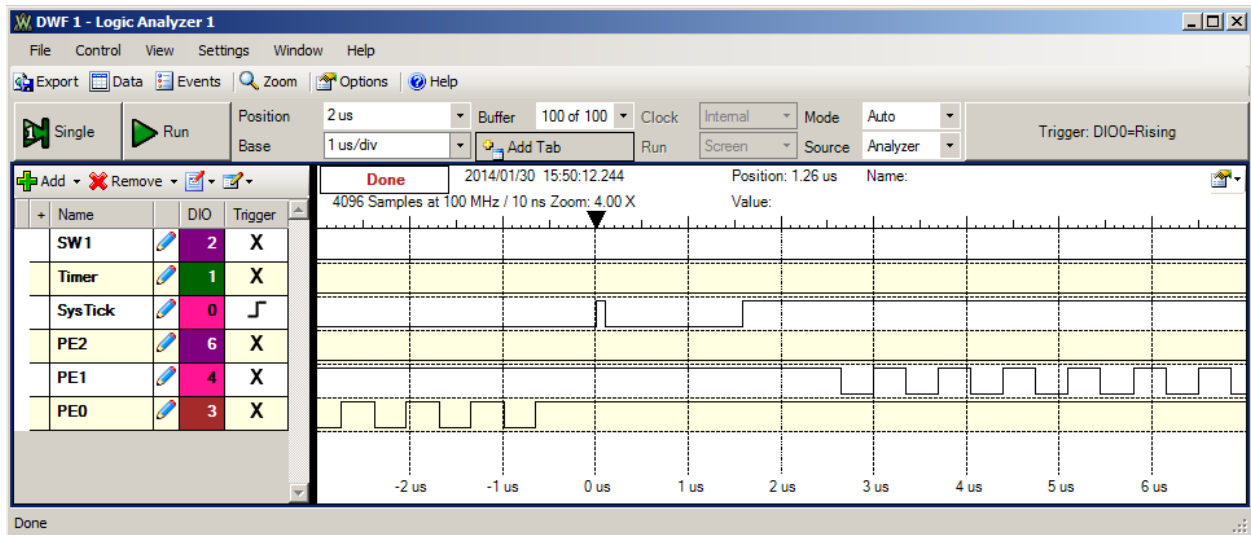 DWF 1 - Logic Analyzer 1
File Control View Settings Window Help
Export Data Events Zoom Options Help
Single Run Position 2 us Buffer 100 of 100 Clock Internal Mode Auto Trigger: DIO0=Rising
Base 1 us/div Add Tab Run Screen Source Analyzer
Add Remove Done 2014/01/30 15:50:12.244 Position: 1.26 us Name:
4096 Samples at 100 MHz / 10 ns Zoom: 4.00 X Value:
+ Name DIO Trigger
SW1 2 X
Timer 1 X
SysTick 0
PE2 6 X
PE1 4 X
PE0 3 X
-2 us -1 us 0 us 1 us 2 us 3 us 4 us 5 us 6 us
Done